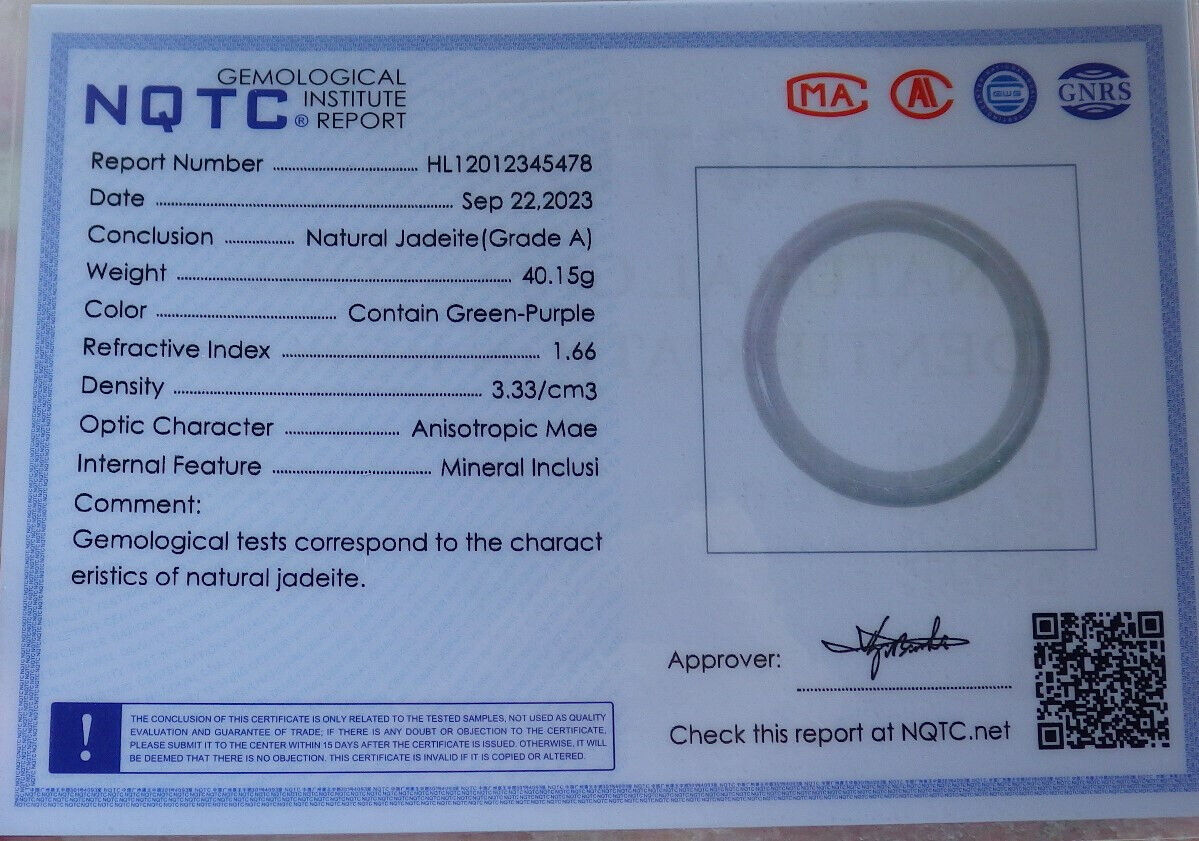 GEMOLOGICAL
NQTC INSTITUTE
® REPORT
MA
AL
GNRS
Report Number ........................ HL12012345478
Date ........................ Sep 22,2023
Conclusion ........................ Natural Jadeite(Grade A)
Weight ........................ 40.15g
Color ........................ Contain Green-Purple
Refractive Index ........................ 1.66
Density ........................ 3.33/cm3
Optic Character ........................ Anisotropic Mae
Internal Feature ........................ Mineral Inclusi
Comment:
Gemological tests correspond to the charact
eristics of natural jadeite.
! THE CONCLUSION OF THIS CERTIFICATE IS ONLY RELATED TO THE TESTED SAMPLES, NOT USED AS QUALITY
EVALUATION AND GUARANTEE OF TRADE; IF THERE IS ANY DOUBT OR OBJECTION TO THE CERTIFICATE,
PLEASE SUBMIT IT TO THE CENTER WITHIN 15 DAYS AFTER THE CERTIFICATE IS ISSUED. OTHERWISE, IT WILL
BE DEEMED THAT THERE IS NO OBJECTION. THIS CERTIFICATE IS INVALID IF IT IS COPIED OR ALTERED.
Approver:
Check this report at NQTC.net